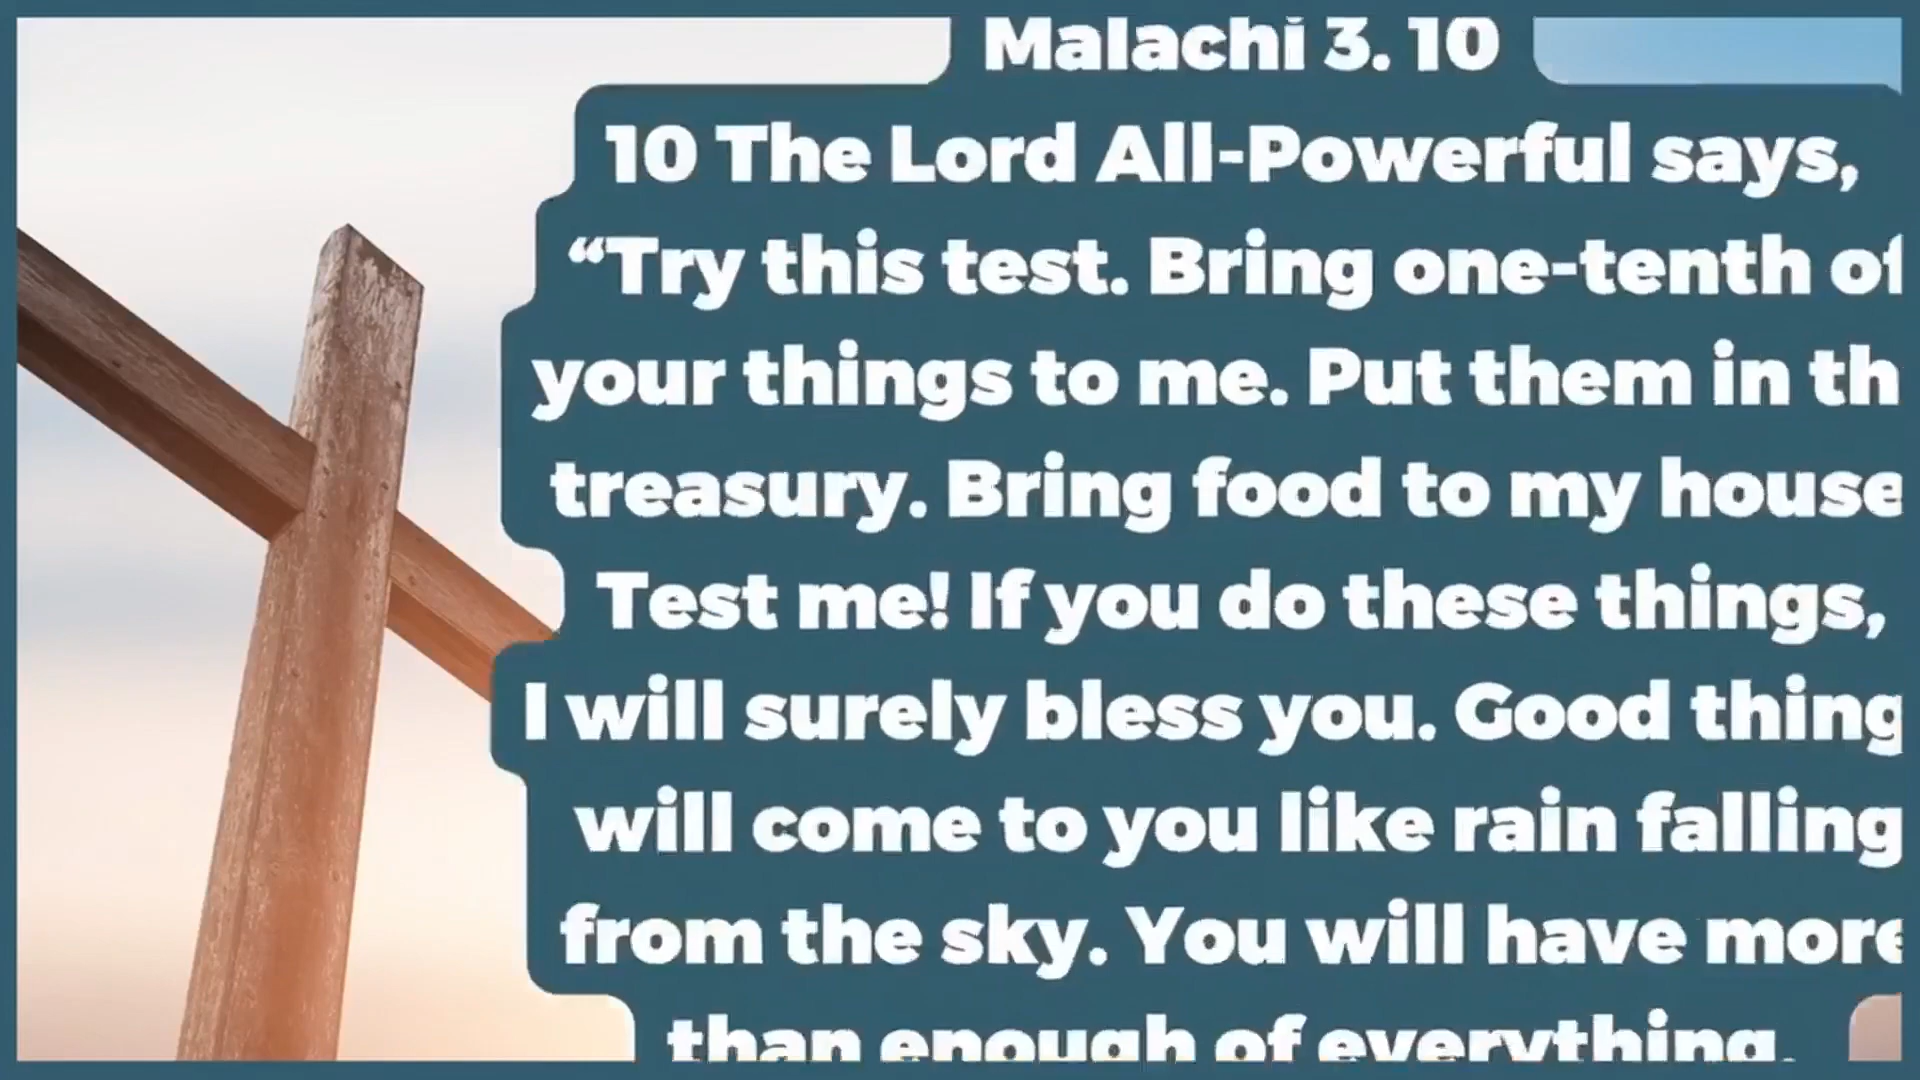 Malachi 3. 10
10 The Lord All-Powerful says,
“Try this test. Bring one-tenth of
your things to me. Put them in th
treasury. Bring food to my house
Test me! If you do these things,
I will surely bless you. Good thing
will come to you like rain falling
from the sky. You will have more
than enough of everything.